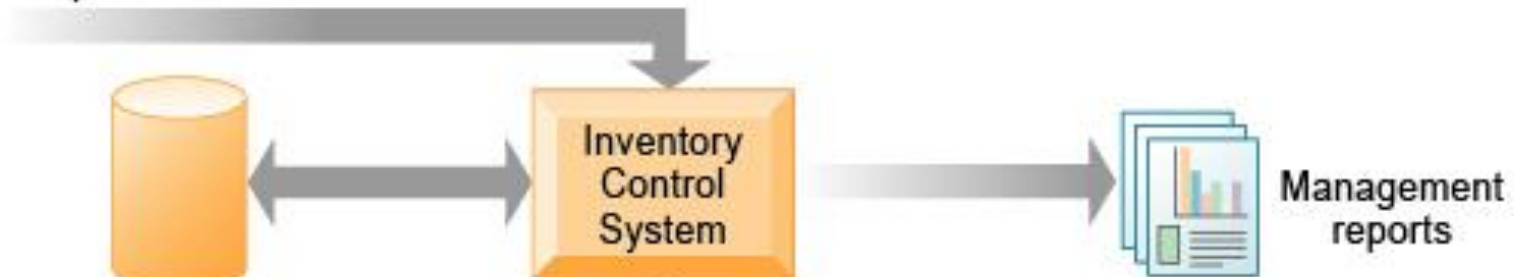 Inventory
Control
System
Management
reports